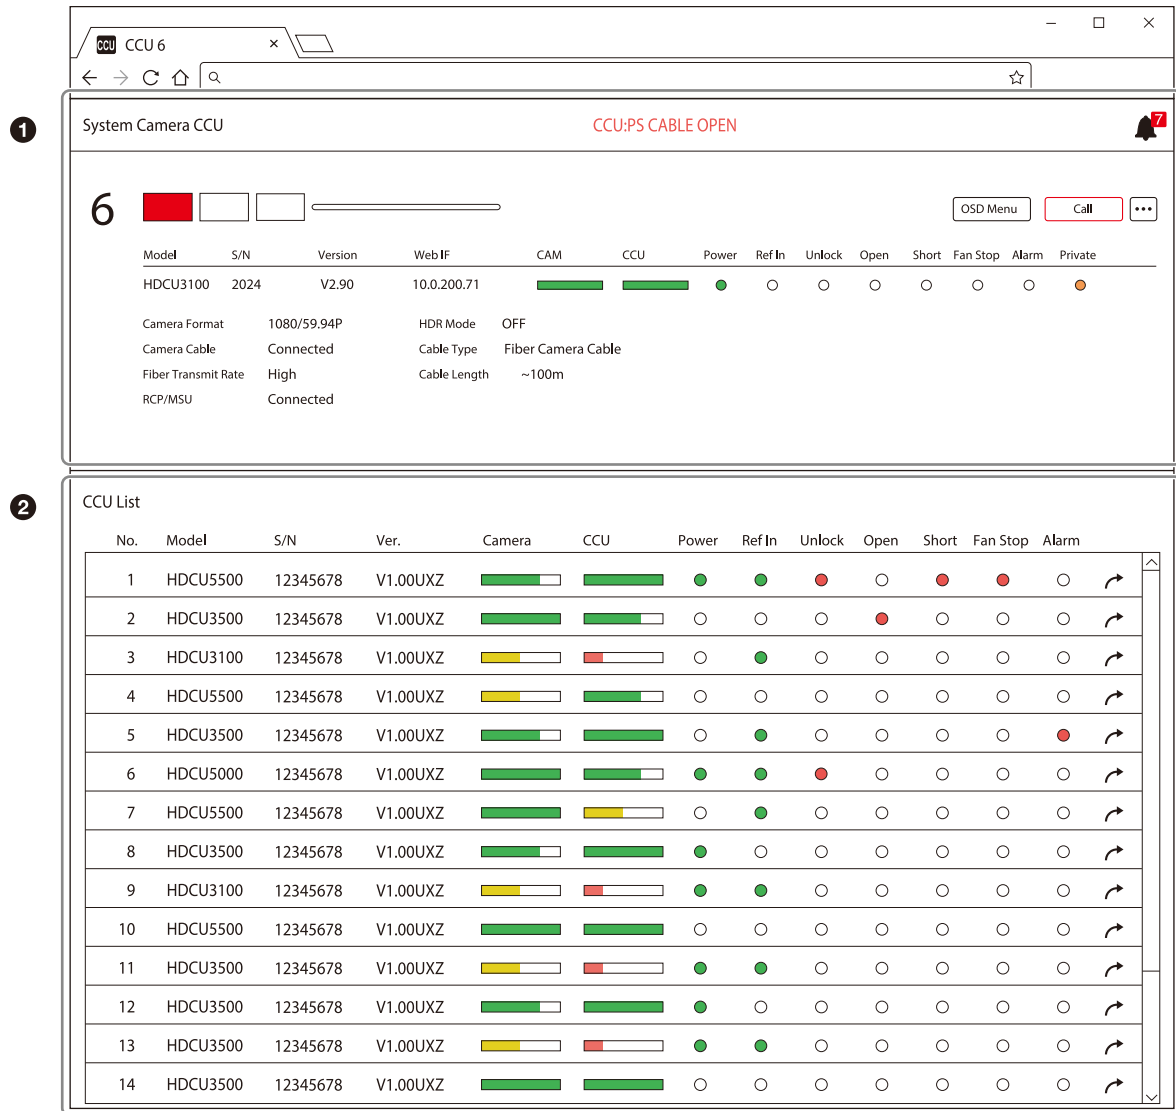 CCU CCU 6
1
System Camera CCU CCU:PS CABLE OPEN 7
6 OSD Menu Call
Model S/N Version Web IF CAM CCU Power Ref In Unlock Open Short Fan Stop Alarm Private
HDCU3100 2024 V2.90 10.0.200.71
Camera Format 1080/59.94P HDR Mode OFF
Camera Cable Connected Cable Type Fiber Camera Cable
Fiber Transmit Rate High Cable Length ~100m
RCP/MSU Connected
2
CCU List
No. Model S/N Ver. Camera CCU Power Ref In Unlock Open Short Fan Stop Alarm
1 HDCU5500 12345678 V1.00UXZ
2 HDCU3500 12345678 V1.00UXZ
3 HDCU3100 12345678 V1.00UXZ
4 HDCU5500 12345678 V1.00UXZ
5 HDCU3500 12345678 V1.00UXZ
6 HDCU5000 12345678 V1.00UXZ
7 HDCU5500 12345678 V1.00UXZ
8 HDCU3500 12345678 V1.00UXZ
9 HDCU3100 12345678 V1.00UXZ
10 HDCU5500 12345678 V1.00UXZ
11 HDCU3500 12345678 V1.00UXZ
12 HDCU3500 12345678 V1.00UXZ
13 HDCU3500 12345678 V1.00UXZ
14 HDCU3500 12345678 V1.00UXZ